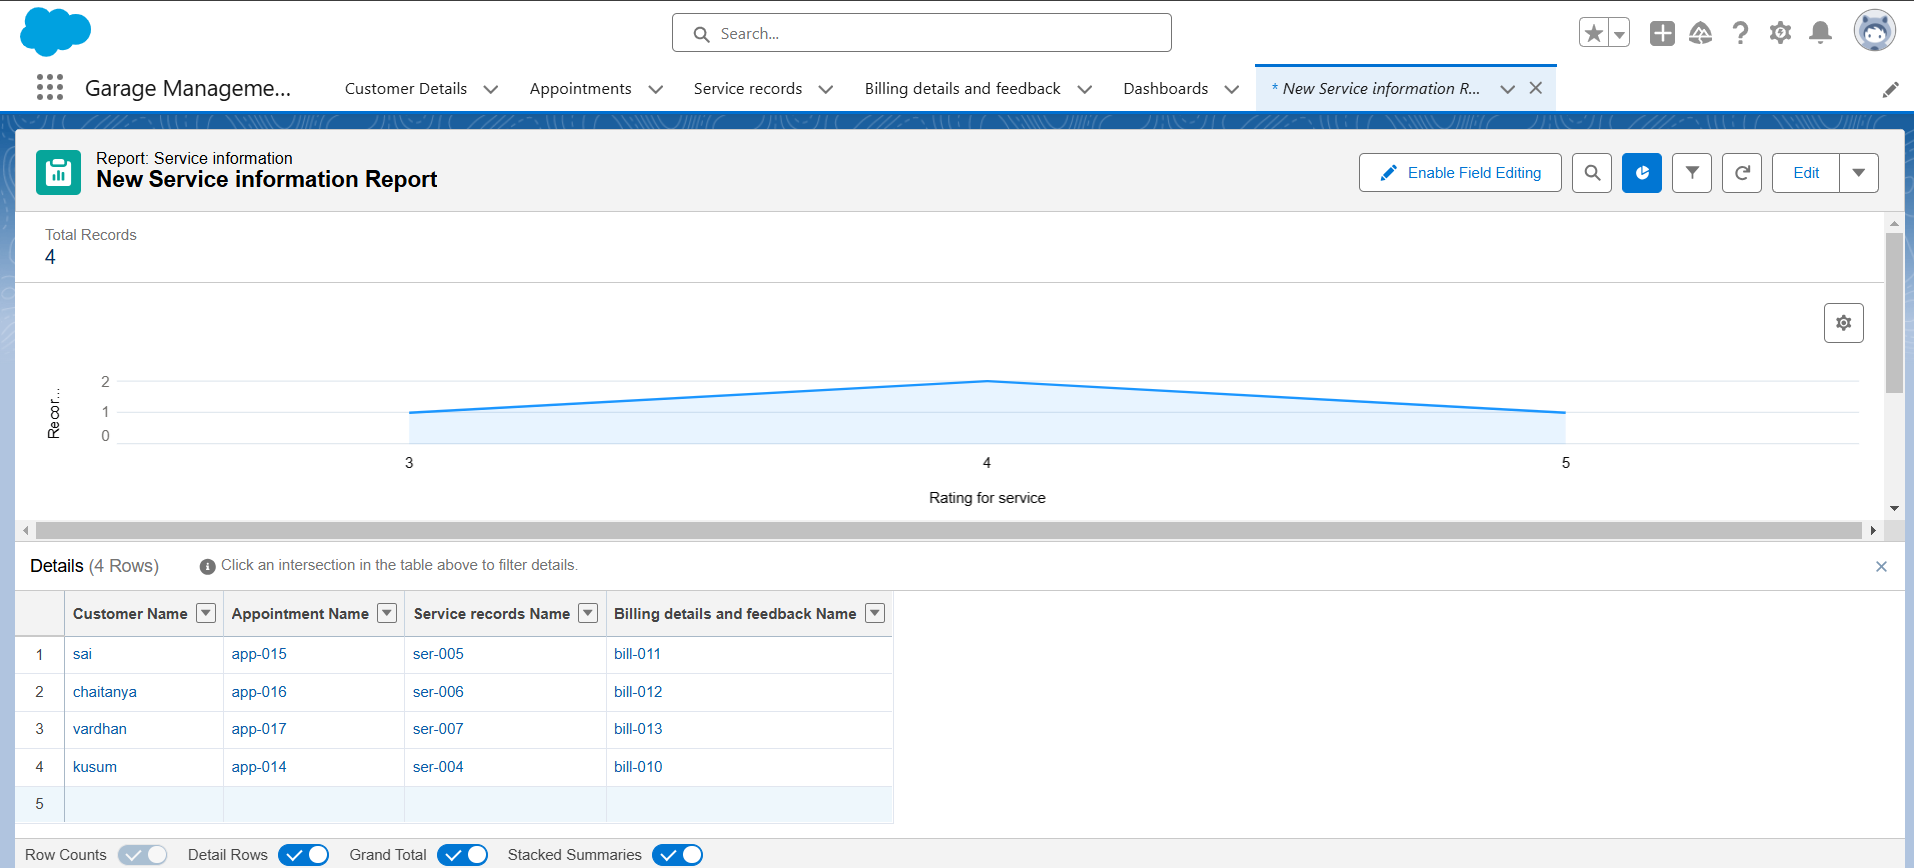 Search...
Garage Manageme...
Customer Details
Appointments
Service records
Billing details and feedback
Dashboards
* New Service information R...
Report: Service information
New Service information Report
Enable Field Editing
Edit
Total Records
4
Recor...
2
1
0
3
4
5
Rating for service
Details (4 Rows)
Click an intersection in the table above to filter details.
Customer Name Appointment Name Service records Name Billing details and feedback Name
1 sai app-015 ser-005 bill-011
2 chaitanya app-016 ser-006 bill-012
3 vardhan app-017 ser-007 bill-013
4 kusum app-014 ser-004 bill-010
5
Row Counts Detail Rows Grand Total Stacked Summaries